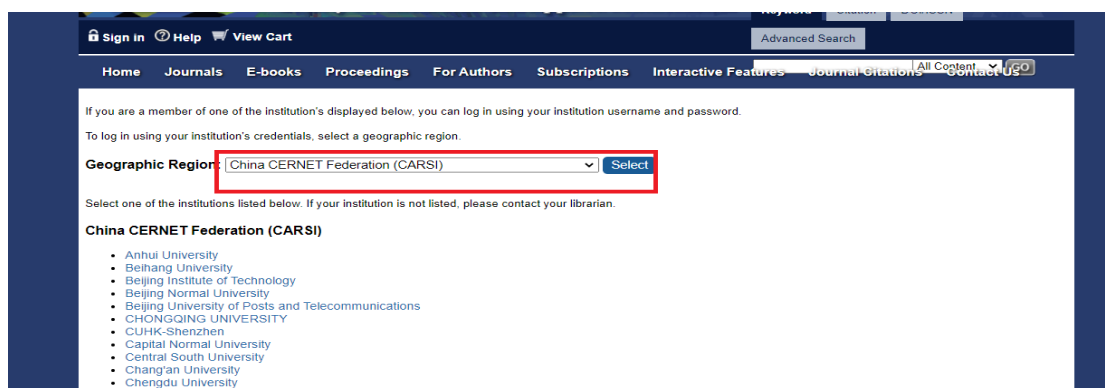 Keyword Citation DOI/ISSN
Sign in Help View Cart
Advanced Search
All Content GO
Home Journals E-books Proceedings For Authors Subscriptions Interactive Features Journal Citations Contact Us
If you are a member of one of the institution's displayed below, you can log in using your institution username and password.
To log in using your institution's credentials, select a geographic region.
Geographic Region: China CERNET Federation (CARSI) Select
Select one of the institutions listed below. If your institution is not listed, please contact your librarian.
China CERNET Federation (CARSI)
Anhui University
Beihang University
Beijing Institute of Technology
Beijing Normal University
Beijing University of Posts and Telecommunications
CHONGQING UNIVERSITY
CUHK-Shenzhen
Capital Normal University
Central South University
Chang'an University
Chengdu University